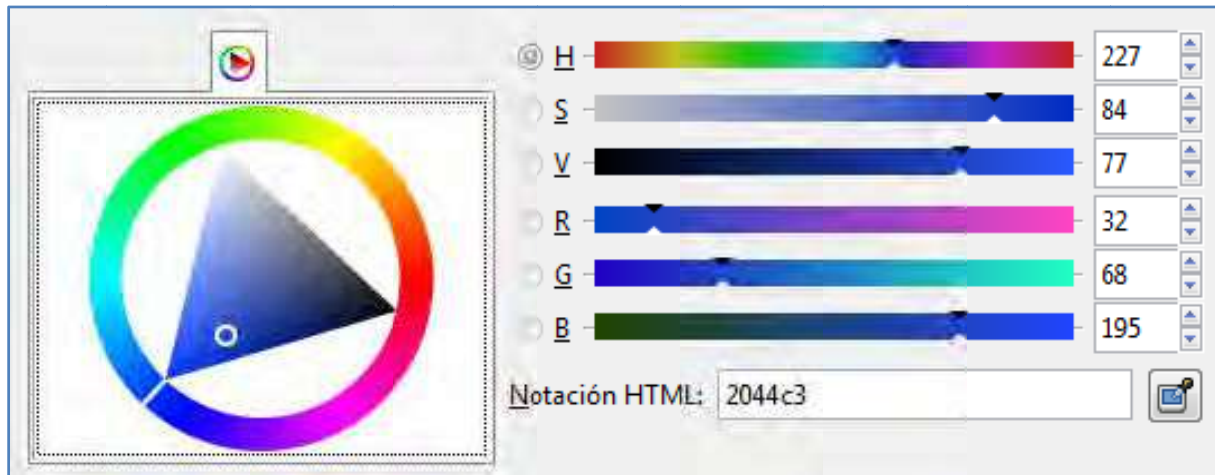 H 227
S 84
V 77
R 32
G 68
B 195
Notación HTML: 2044c3